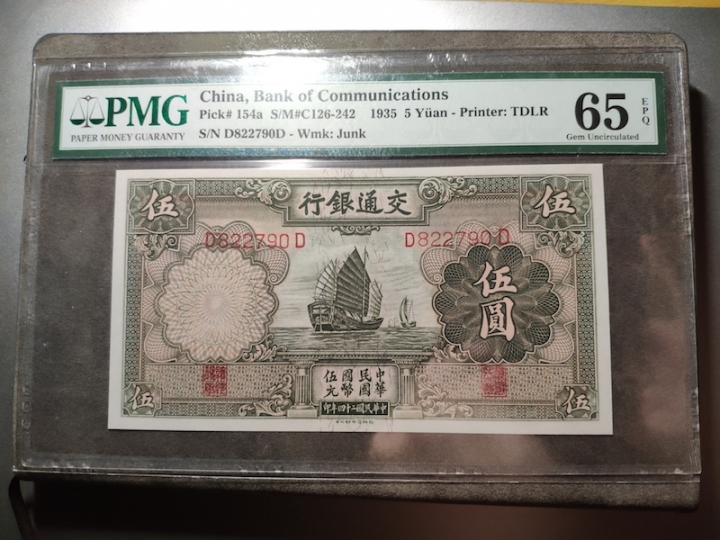 PMG
PAPER MONEY GUARANTY
China, Bank of Communications
Pick# 154a S/M#C126-242 1935 5 Yüan - Printer: TDLR
S/N D822790D - Wmk: Junk
65 EPQ
Gem Uncirculated
伍
交通銀行
伍
D822790 D
D822790 D
伍圓
中華
民國
國幣
伍元
伍
中華民國二十四年印
伍